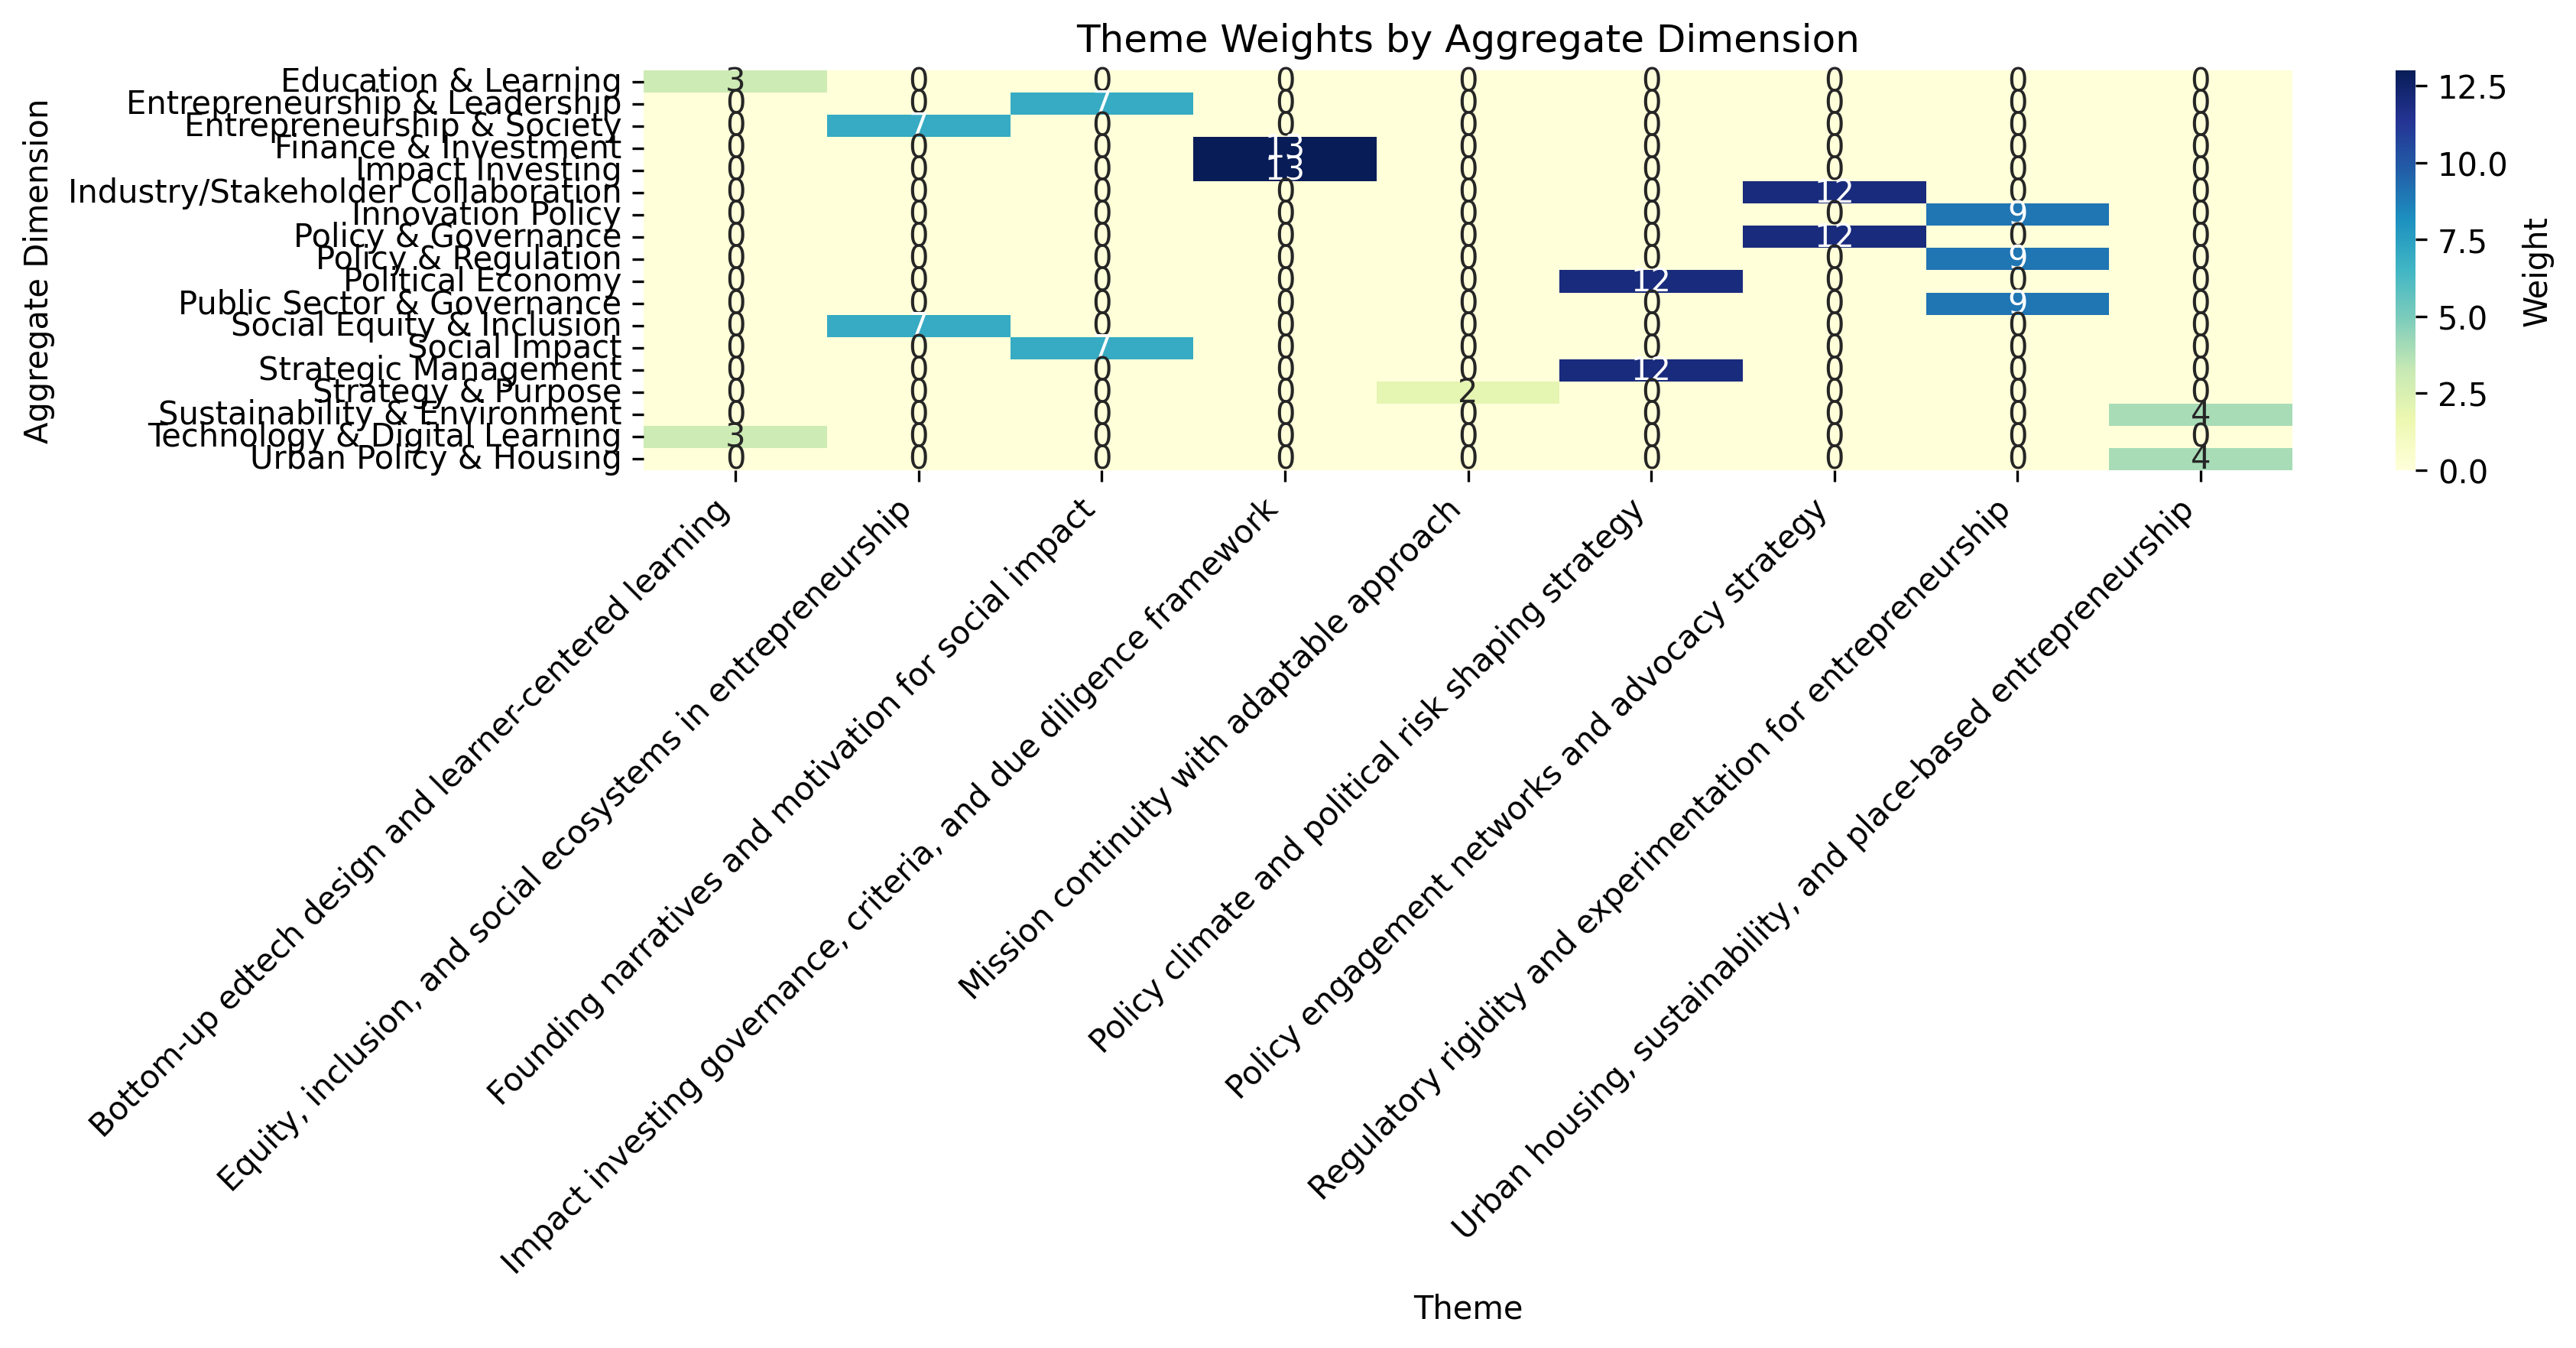 Theme Weights by Aggregate Dimension
Aggregate Dimension
Education & Learning 3 0 0 0 0 0 0 0 0
Entrepreneurship & Leadership 0 0 7 0 0 0 0 0 0
Entrepreneurship & Society 0 7 0 0 0 0 0 0 0
Finance & Investment 0 0 0 13 0 0 0 0 0
Impact Investing 0 0 0 13 0 0 0 0 0
Industry/Stakeholder Collaboration 0 0 0 0 0 0 12 0 0
Innovation Policy 0 0 0 0 0 0 0 9 0
Policy & Governance 0 0 0 0 0 0 12 0 0
Policy & Regulation 0 0 0 0 0 0 0 9 0
Political Economy 0 0 0 0 0 12 0 0 0
Public Sector & Governance 0 0 0 0 0 0 0 9 0
Social Equity & Inclusion 0 7 0 0 0 0 0 0 0
Social Impact 0 0 7 0 0 0 0 0 0
Strategic Management 0 0 0 0 0 12 0 0 0
Strategy & Purpose 0 0 0 0 2 0 0 0 0
Sustainability & Environment 0 0 0 0 0 0 0 0 4
Technology & Digital Learning 3 0 0 0 0 0 0 0 0
Urban Policy & Housing 0 0 0 0 0 0 0 0 4
12.5
10.0
7.5
5.0
2.5
0.0
Weight
Bottom-up edtech design and learner-centered learning
Equity, inclusion, and social ecosystems in entrepreneurship
Founding narratives and motivation for social impact
Impact investing governance, criteria, and due diligence framework
Mission continuity with adaptable approach
Policy climate and political risk shaping strategy
Policy engagement networks and advocacy strategy
Regulatory rigidity and experimentation for entrepreneurship
Urban housing, sustainability, and place-based entrepreneurship
Theme